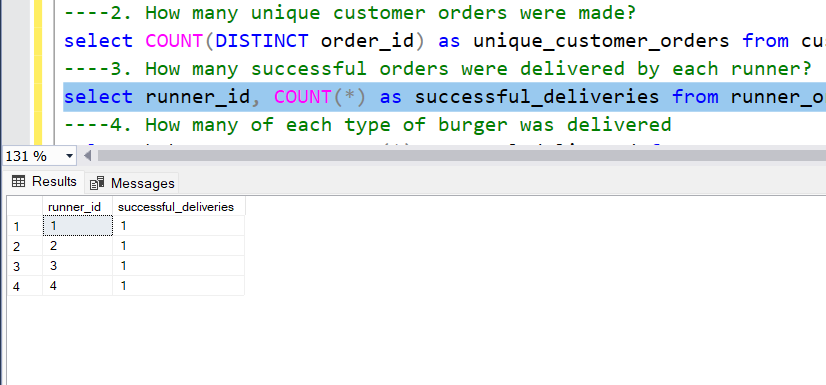 ----2. How many unique customer orders were made?
select COUNT(DISTINCT order_id) as unique_customer_orders from cu
----3. How many successful orders were delivered by each runner?
select runner_id, COUNT(*) as successful_deliveries from runner_o
----4. How many of each type of burger was delivered
131 %
Results Messages
runner_id successful_deliveries
1 1 1
2 2 1
3 3 1
4 4 1